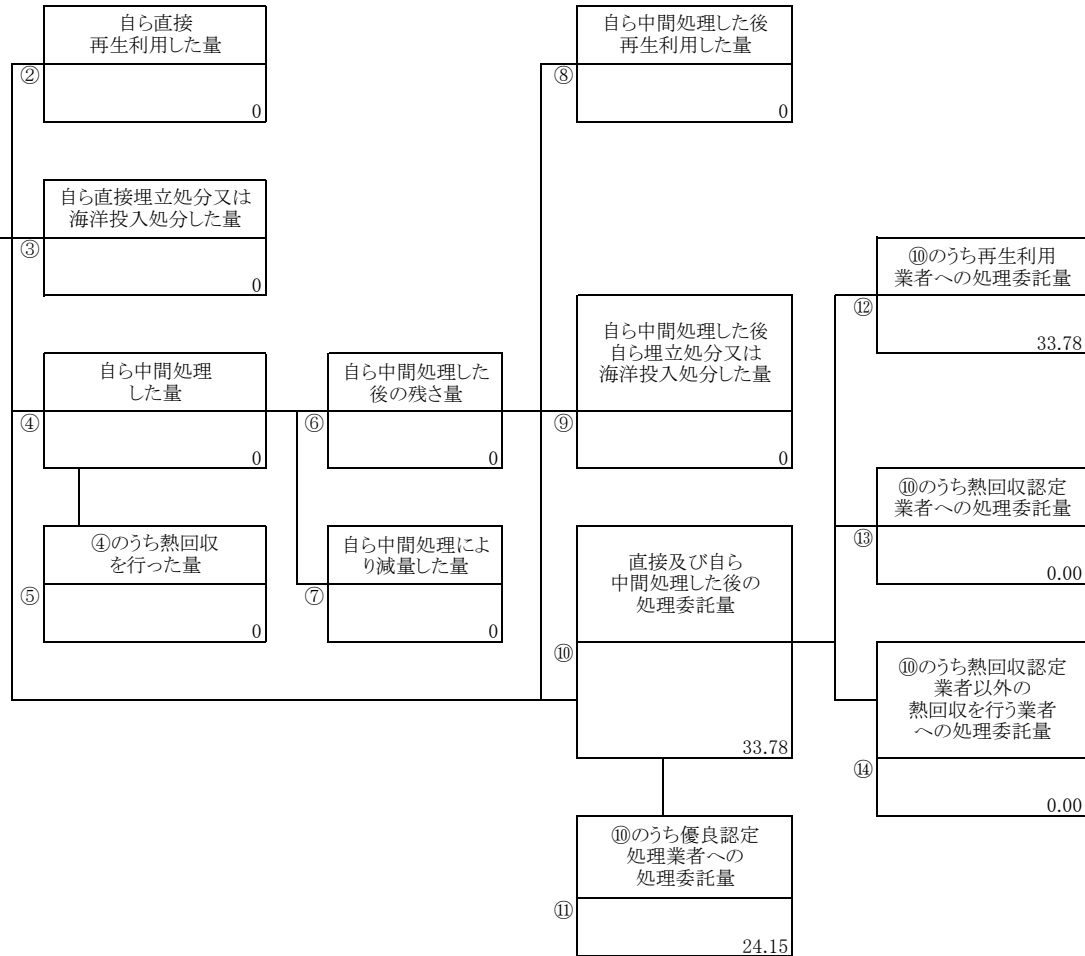 自ら直接
再生利用した量
②
0
自ら中間処理した後
再生利用した量
⑧
0
自ら直接埋立処分又は
海洋投入処分した量
③
0
⑩のうち再生利用
業者への処理委託量
⑫
33.78
自ら中間処理
した量
④
0
自ら中間処理した
後の残さ量
⑥
0
自ら中間処理した後
自ら埋立処分又は
海洋投入処分した量
⑨
0
⑩のうち熱回収認定
業者への処理委託量
⑬
0.00
④のうち熱回収
を行った量
⑤
0
自ら中間処理によ
り減量した量
⑦
0
直接及び自ら
中間処理した後の
処理委託量
⑩
33.78
⑩のうち熱回収認定
業者以外の
熱回収を行う業者
への処理委託量
⑭
0.00
⑩のうち優良認定
処理業者への
処理委託量
⑪
24.15